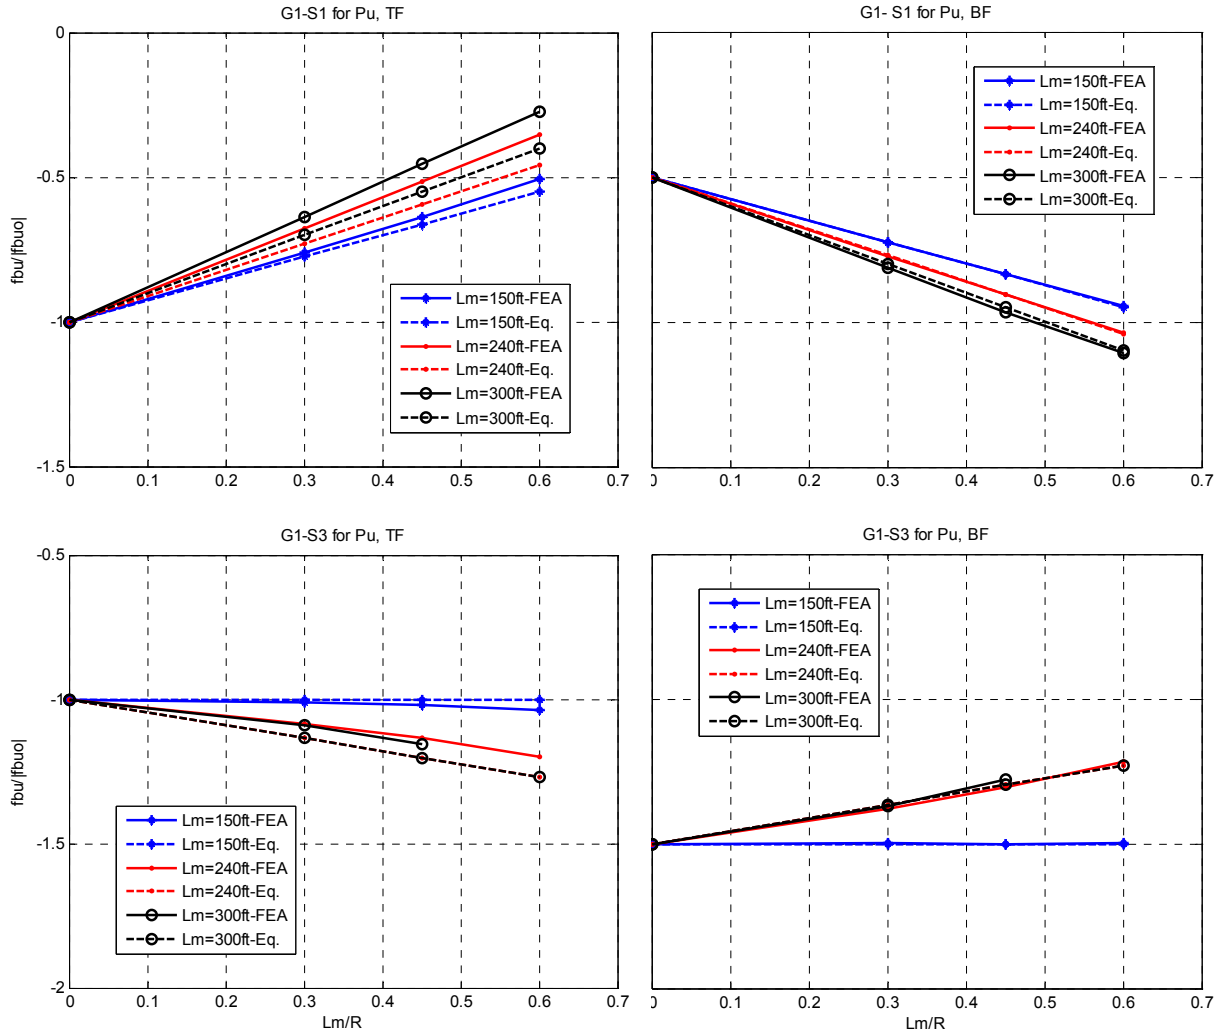 G1-S1 for Pu, TF
0
-0.5
-1
-1.5
fbu/|fbuo|
0 0.1 0.2 0.3 0.4 0.5 0.6 0.7
Lm=150ft-FEA
Lm=150ft-Eq.
Lm=240ft-FEA
Lm=240ft-Eq.
Lm=300ft-FEA
Lm=300ft-Eq.
G1- S1 for Pu, BF
Lm=150ft-FEA
Lm=150ft-Eq.
Lm=240ft-FEA
Lm=240ft-Eq.
Lm=300ft-FEA
Lm=300ft-Eq.
0 0.1 0.2 0.3 0.4 0.5 0.6 0.7
G1-S3 for Pu, TF
-0.5
-1
-1.5
-2
fbu/|fbuo|
Lm=150ft-FEA
Lm=150ft-Eq.
Lm=240ft-FEA
Lm=240ft-Eq.
Lm=300ft-FEA
Lm=300ft-Eq.
0 0.1 0.2 0.3 0.4 0.5 0.6 0.7
Lm/R
G1-S3 for Pu, BF
Lm=150ft-FEA
Lm=150ft-Eq.
Lm=240ft-FEA
Lm=240ft-Eq.
Lm=300ft-FEA
Lm=300ft-Eq.
0 0.1 0.2 0.3 0.4 0.5 0.6 0.7
Lm/R